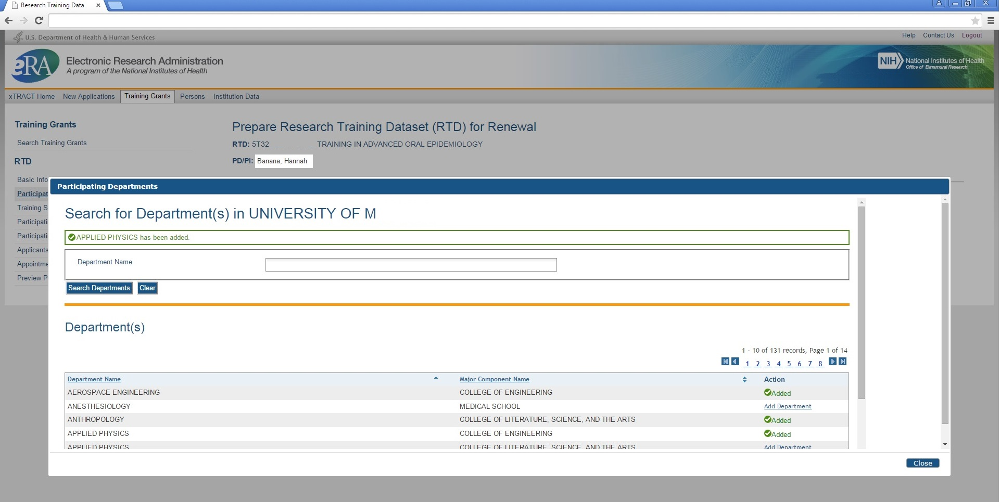 Research Training Data
U.S. Department of Health & Human Services
Help Contact Us Logout
eRA
Electronic Research Administration
A program of the National Institutes of Health
NIH National Institutes of Health
Office of Extramural Research
xTRACT Home New Applications Training Grants Persons Institution Data
Training Grants
Search Training Grants
RTD
Basic Info
Participat
Training S
Participati
Participati
Applicants
Appointme
Preview P
Prepare Research Training Dataset (RTD) for Renewal
RTD: 5T32 TRAINING IN ADVANCED ORAL EPIDEMIOLOGY
PD/PI: Banana, Hannah
Participating Departments
Search for Department(s) in UNIVERSITY OF M
APPLIED PHYSICS has been added.
Department Name
Search Departments Clear
Department(s)
1 - 10 of 131 records, Page 1 of 14
1 2 3 4 5 6 7 8
Department Name Major Component Name Action
AEROSPACE ENGINEERING COLLEGE OF ENGINEERING Added
ANESTHESIOLOGY MEDICAL SCHOOL Add Department
ANTHROPOLOGY COLLEGE OF LITERATURE, SCIENCE, AND THE ARTS Added
APPLIED PHYSICS COLLEGE OF ENGINEERING Added
APPLIED PHYSICS COLLEGE OF LITERATURE, SCIENCE, AND THE ARTS Add Department
Close